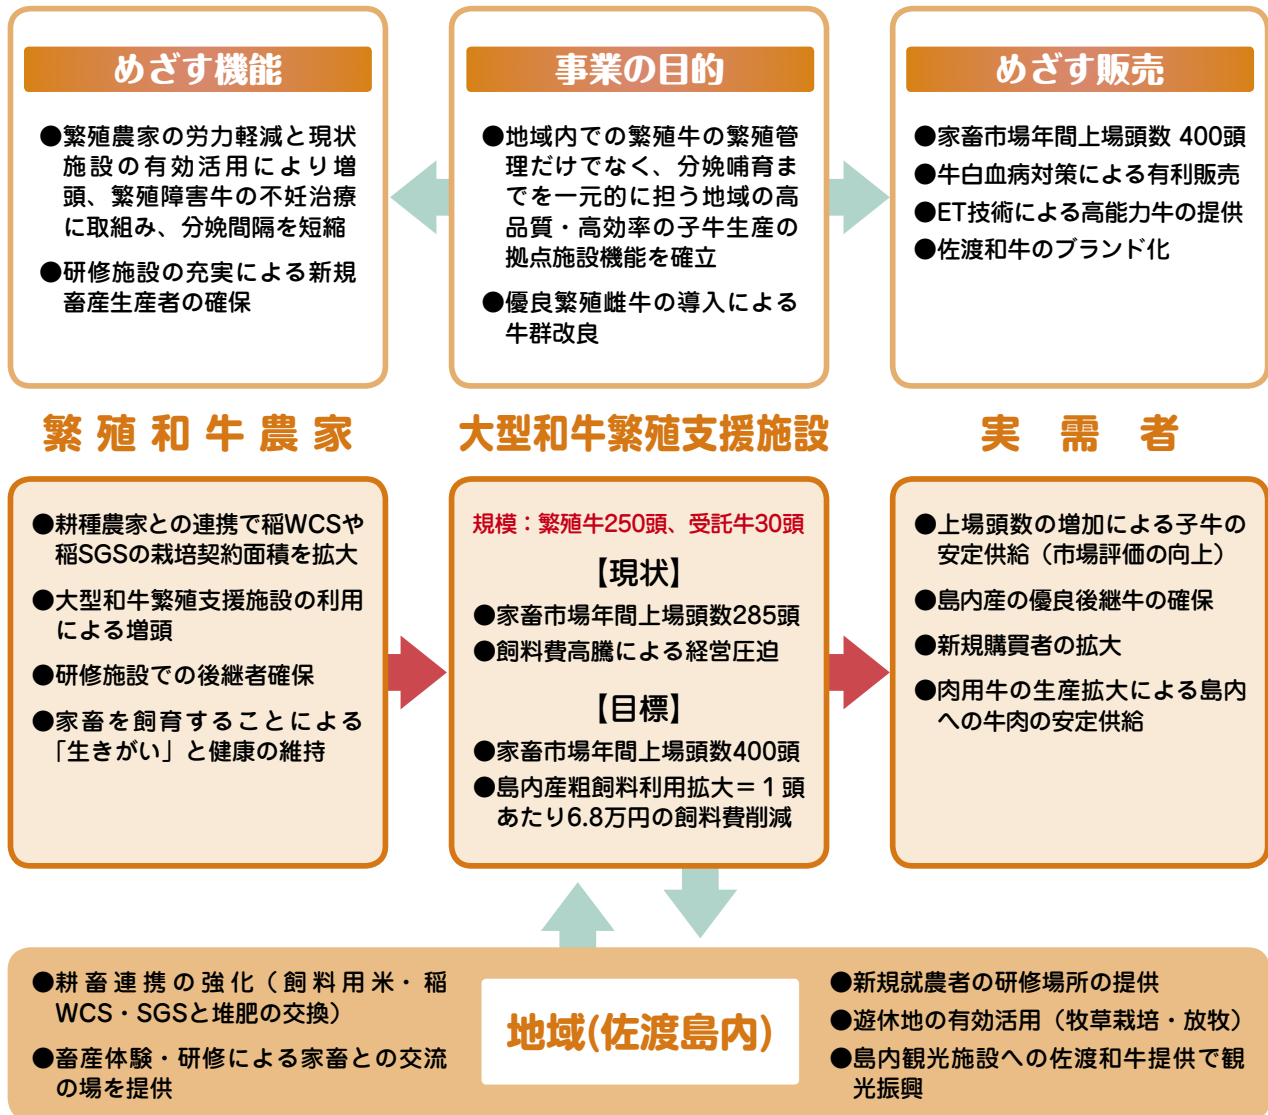 めざす機能
●繁殖農家の労力軽減と現状
施設の有効活用により増
頭、繁殖障害牛の不妊治療
に取組み、分娩間隔を短縮
●研修施設の充実による新規
畜産生産者の確保
事業の目的
●地域内での繁殖牛の繁殖管
理だけでなく、分娩哺育ま
でを一元的に担う地域の高
品質・高効率の子牛生産の
拠点施設機能を確立
●優良繁殖雌牛の導入による
牛群改良
めざす販売
●家畜市場年間上場頭数 400頭
●牛白血病対策による有利販売
●ET技術による高能力牛の提供
●佐渡和牛のブランド化
繁殖和牛農家
●耕種農家との連携で稲WCSや
稲SGSの栽培契約面積を拡大
●大型和牛繁殖支援施設の利用
による増頭
●研修施設での後継者確保
●家畜を飼育することによる
「生きがい」と健康の維持
大型和牛繁殖支援施設
規模：繁殖牛250頭、受託牛30頭
【現状】
●家畜市場年間上場頭数285頭
●飼料費高騰による経営圧迫
【目標】
●家畜市場年間上場頭数400頭
●島内産粗飼料利用拡大＝１頭
あたり6.8万円の飼料費削減
実需者
●上場頭数の増加による子牛の
安定供給（市場評価の向上）
●島内産の優良後継牛の確保
●新規購買者の拡大
●肉用牛の生産拡大による島内
への牛肉の安定供給
●耕畜連携の強化（飼料用米・稲
WCS・SGSと堆肥の交換）
●畜産体験・研修による家畜との交流
の場を提供
地域(佐渡島内)
●新規就農者の研修場所の提供
●遊休地の有効活用（牧草栽培・放牧）
●島内観光施設への佐渡和牛提供で観
光振興